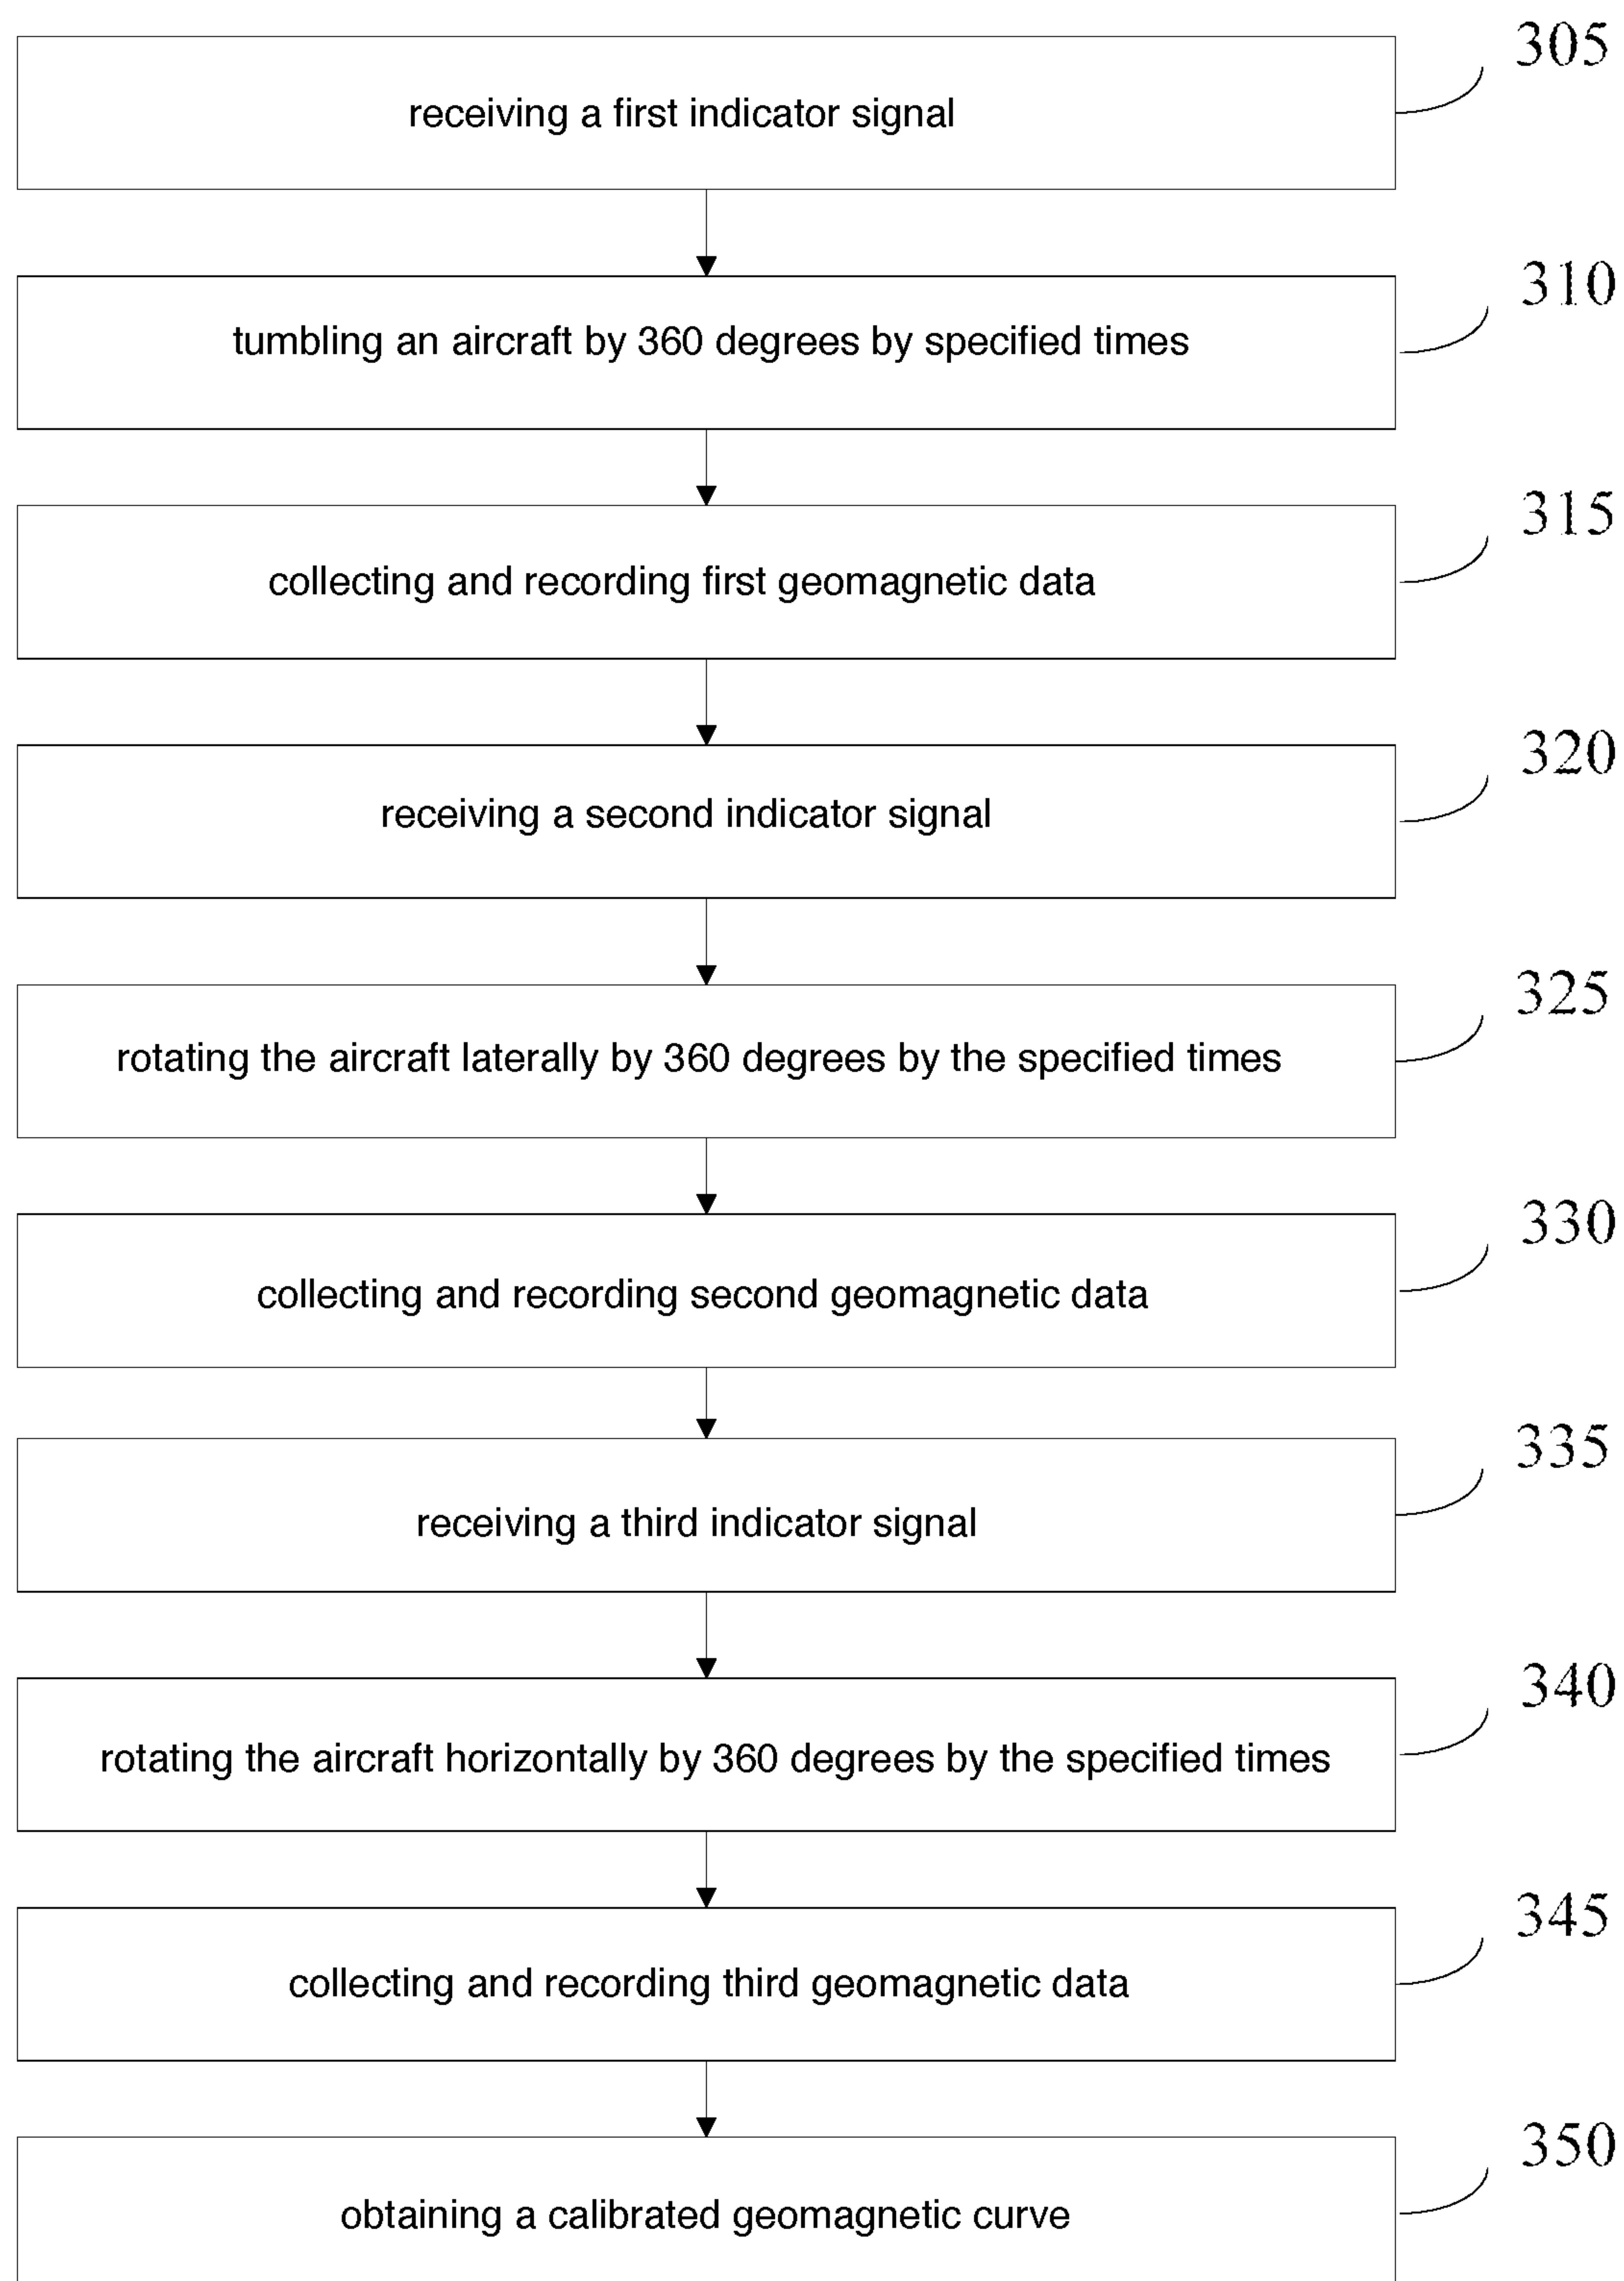 305
receiving a first indicator signal
310
tumbling an aircraft by 360 degrees by specified times
315
collecting and recording first geomagnetic data
320
receiving a second indicator signal
325
rotating the aircraft laterally by 360 degrees by the specified times
330
collecting and recording second geomagnetic data
335
receiving a third indicator signal
340
rotating the aircraft horizontally by 360 degrees by the specified times
345
collecting and recording third geomagnetic data
350
obtaining a calibrated geomagnetic curve